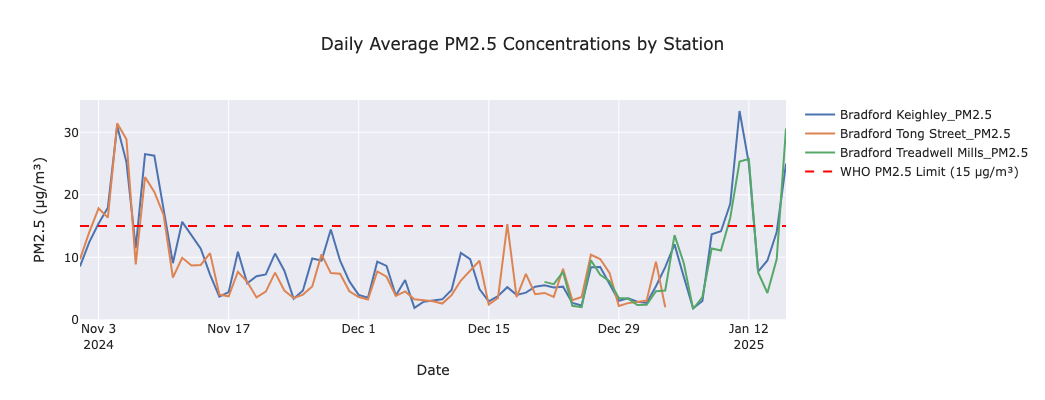 Daily Average PM2.5 Concentrations by Station
PM2.5 (μg/m³)
30
20
10
0
Nov 3
2024
Nov 17
Dec 1
Dec 15
Dec 29
Jan 12
2025
Date
Bradford Keighley_PM2.5
Bradford Tong Street_PM2.5
Bradford Treadwell Mills_PM2.5
WHO PM2.5 Limit (15 μg/m³)